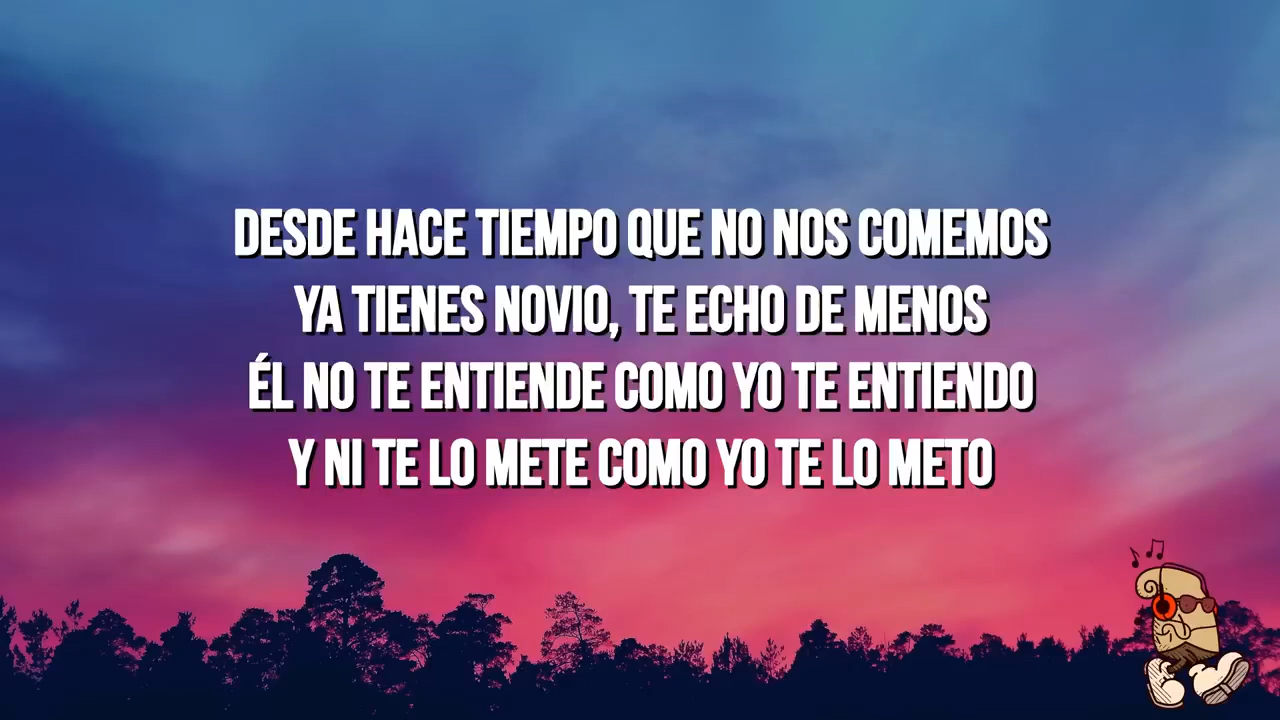 DESDE HACE TIEMPO QUE NO NOS COMEMOS
YA TIENES NOVIO, TE ECHO DE MENOS
ÉL NO TE ENTIENDE COMO YO TE ENTIENDO
Y NI TE LO METE COMO YO TE LO METO